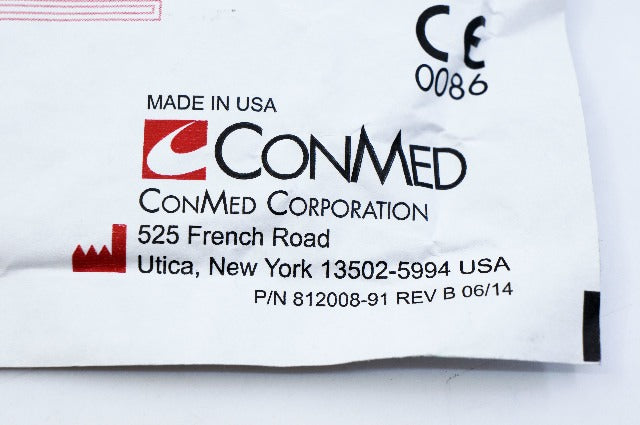 CE
0086
MADE IN USA
CONMED
CONMED CORPORATION
525 French Road
Utica, New York 13502-5994 USA
P/N 812008-91 REV B 06/14